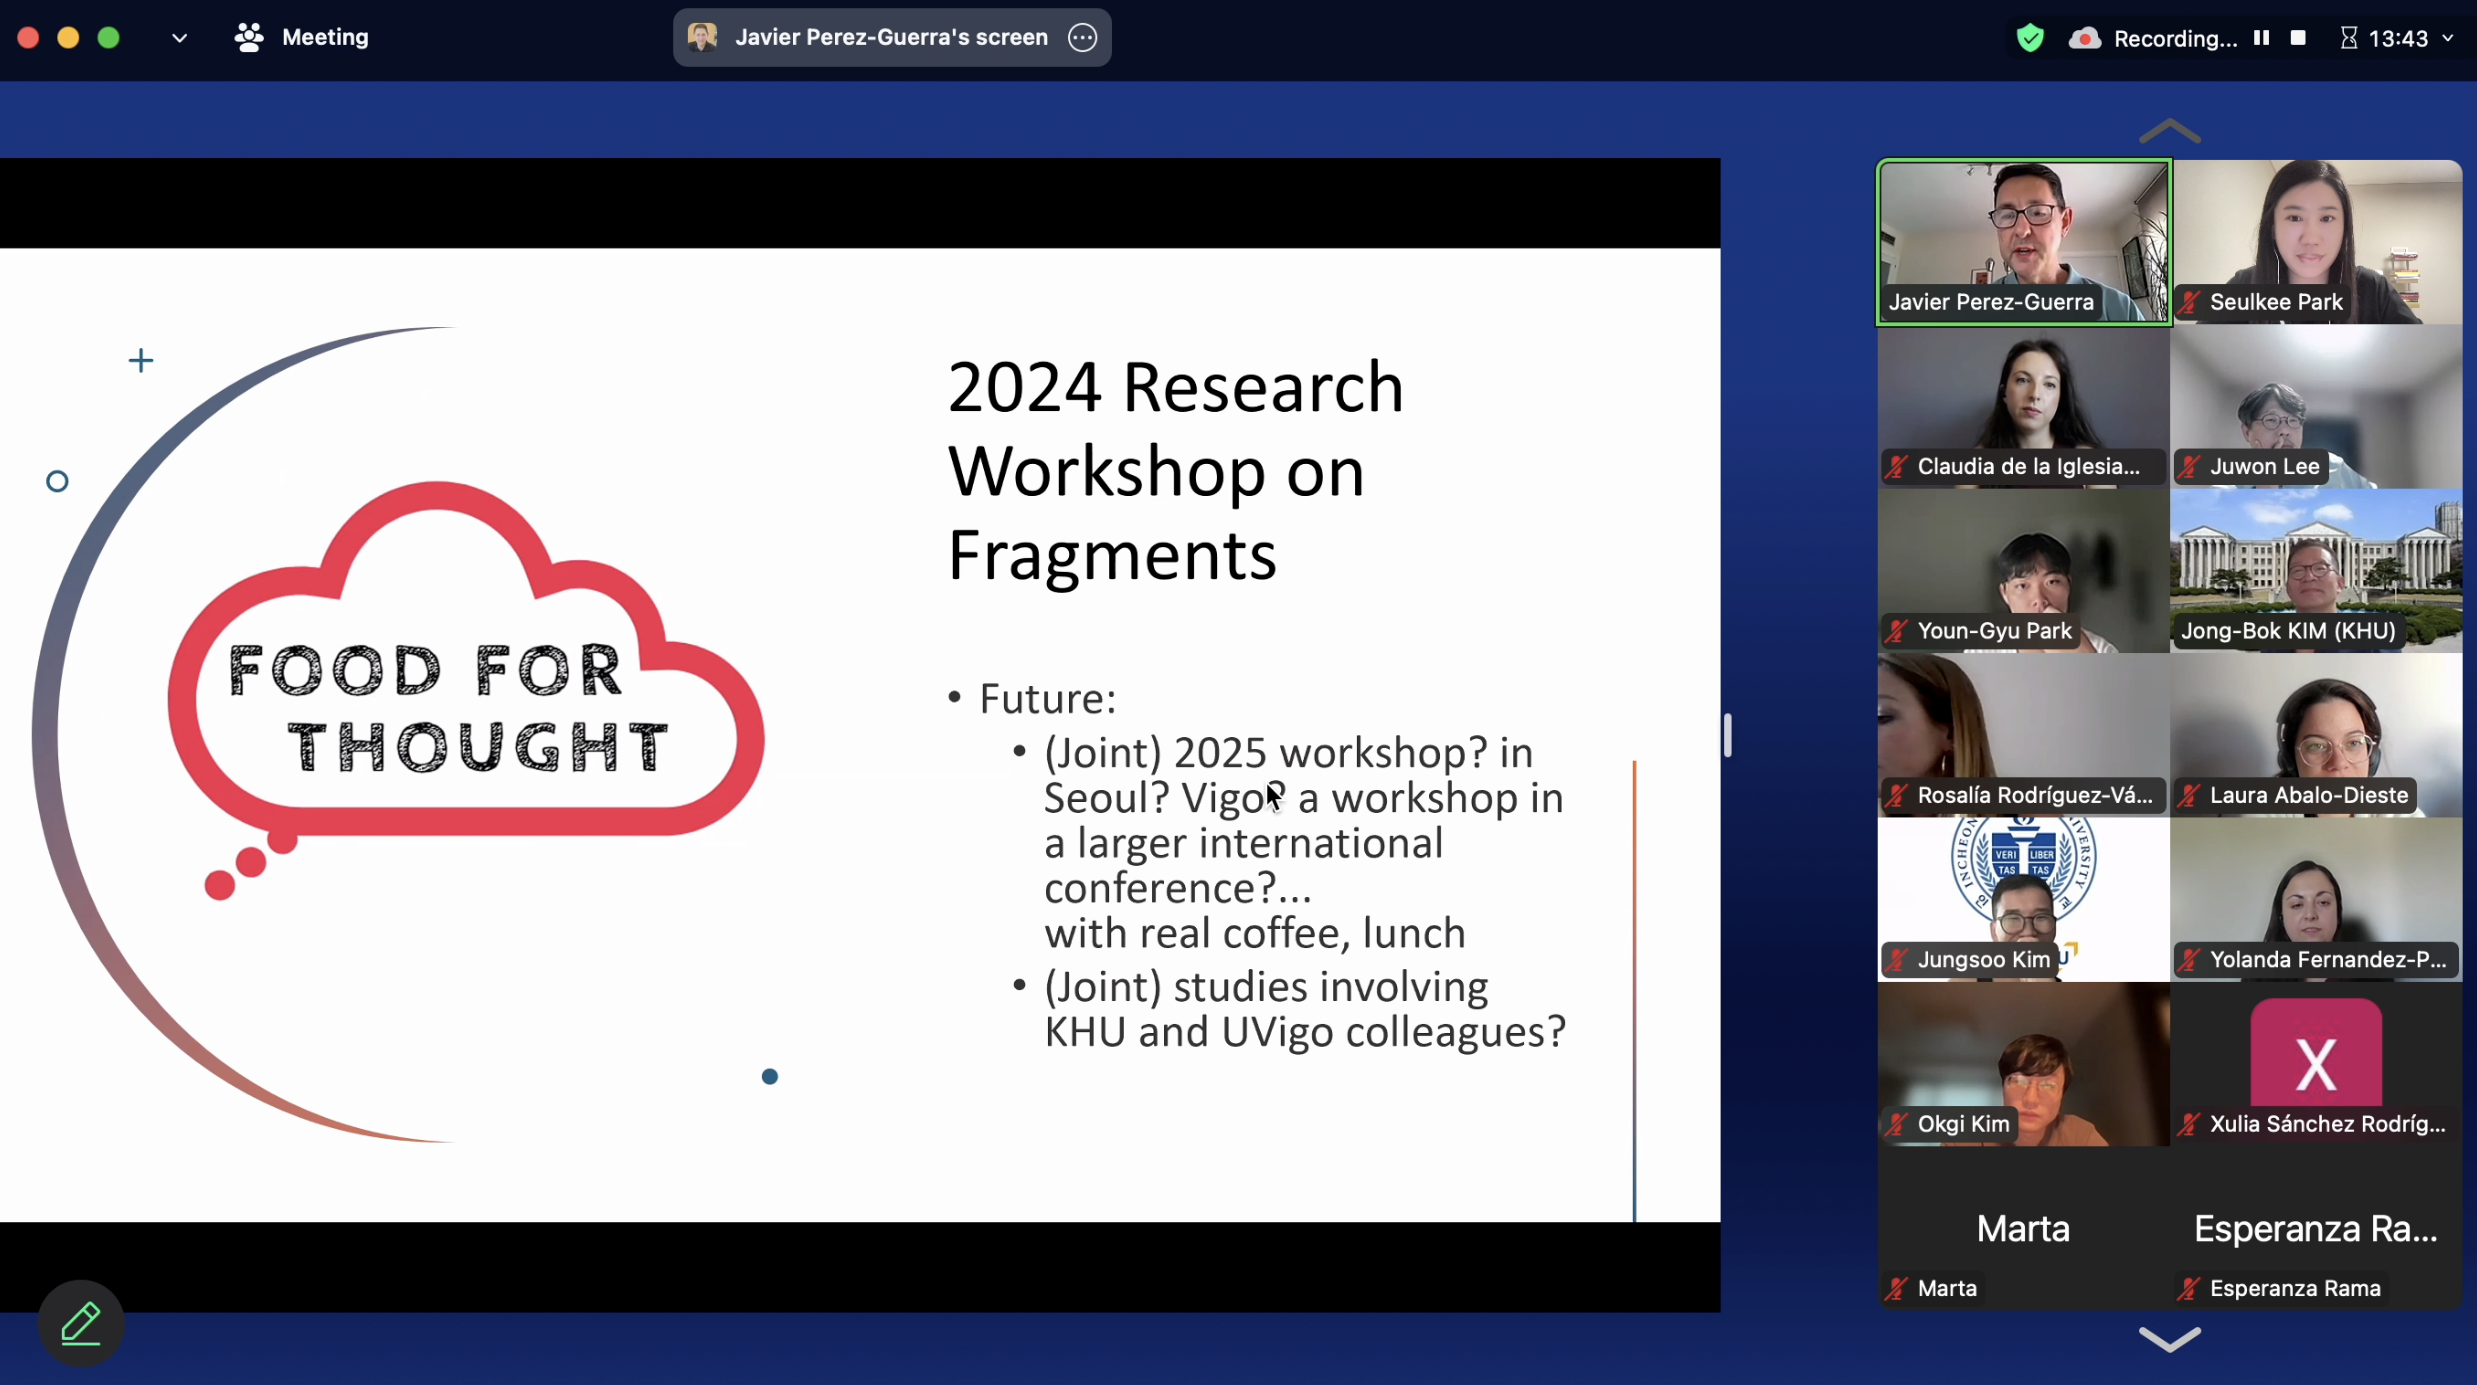 Meeting
Javier Perez-Guerra's screen
Recording...
13:43
FOOD FOR
THOUGHT
2024 Research
Workshop on
Fragments
• Future:
• (Joint) 2025 workshop? in
Seoul? Vigo? a workshop in
a larger international
conference?...
with real coffee, lunch
• (Joint) studies involving
KHU and UVigo colleagues?
Javier Perez-Guerra
Seulkee Park
Claudia de la Iglesia...
Juwon Lee
Youn-Gyu Park
Jong-Bok KIM (KHU)
Rosalía Rodríguez-Vá...
Laura Abalo-Dieste
INCHEON
VERI LIBER
TAS TAS
Jungsoo Kim
Yolanda Fernandez-P...
Okgi Kim
X
Xulia Sánchez Rodríg...
Marta
Esperanza Ra...
Marta
Esperanza Rama